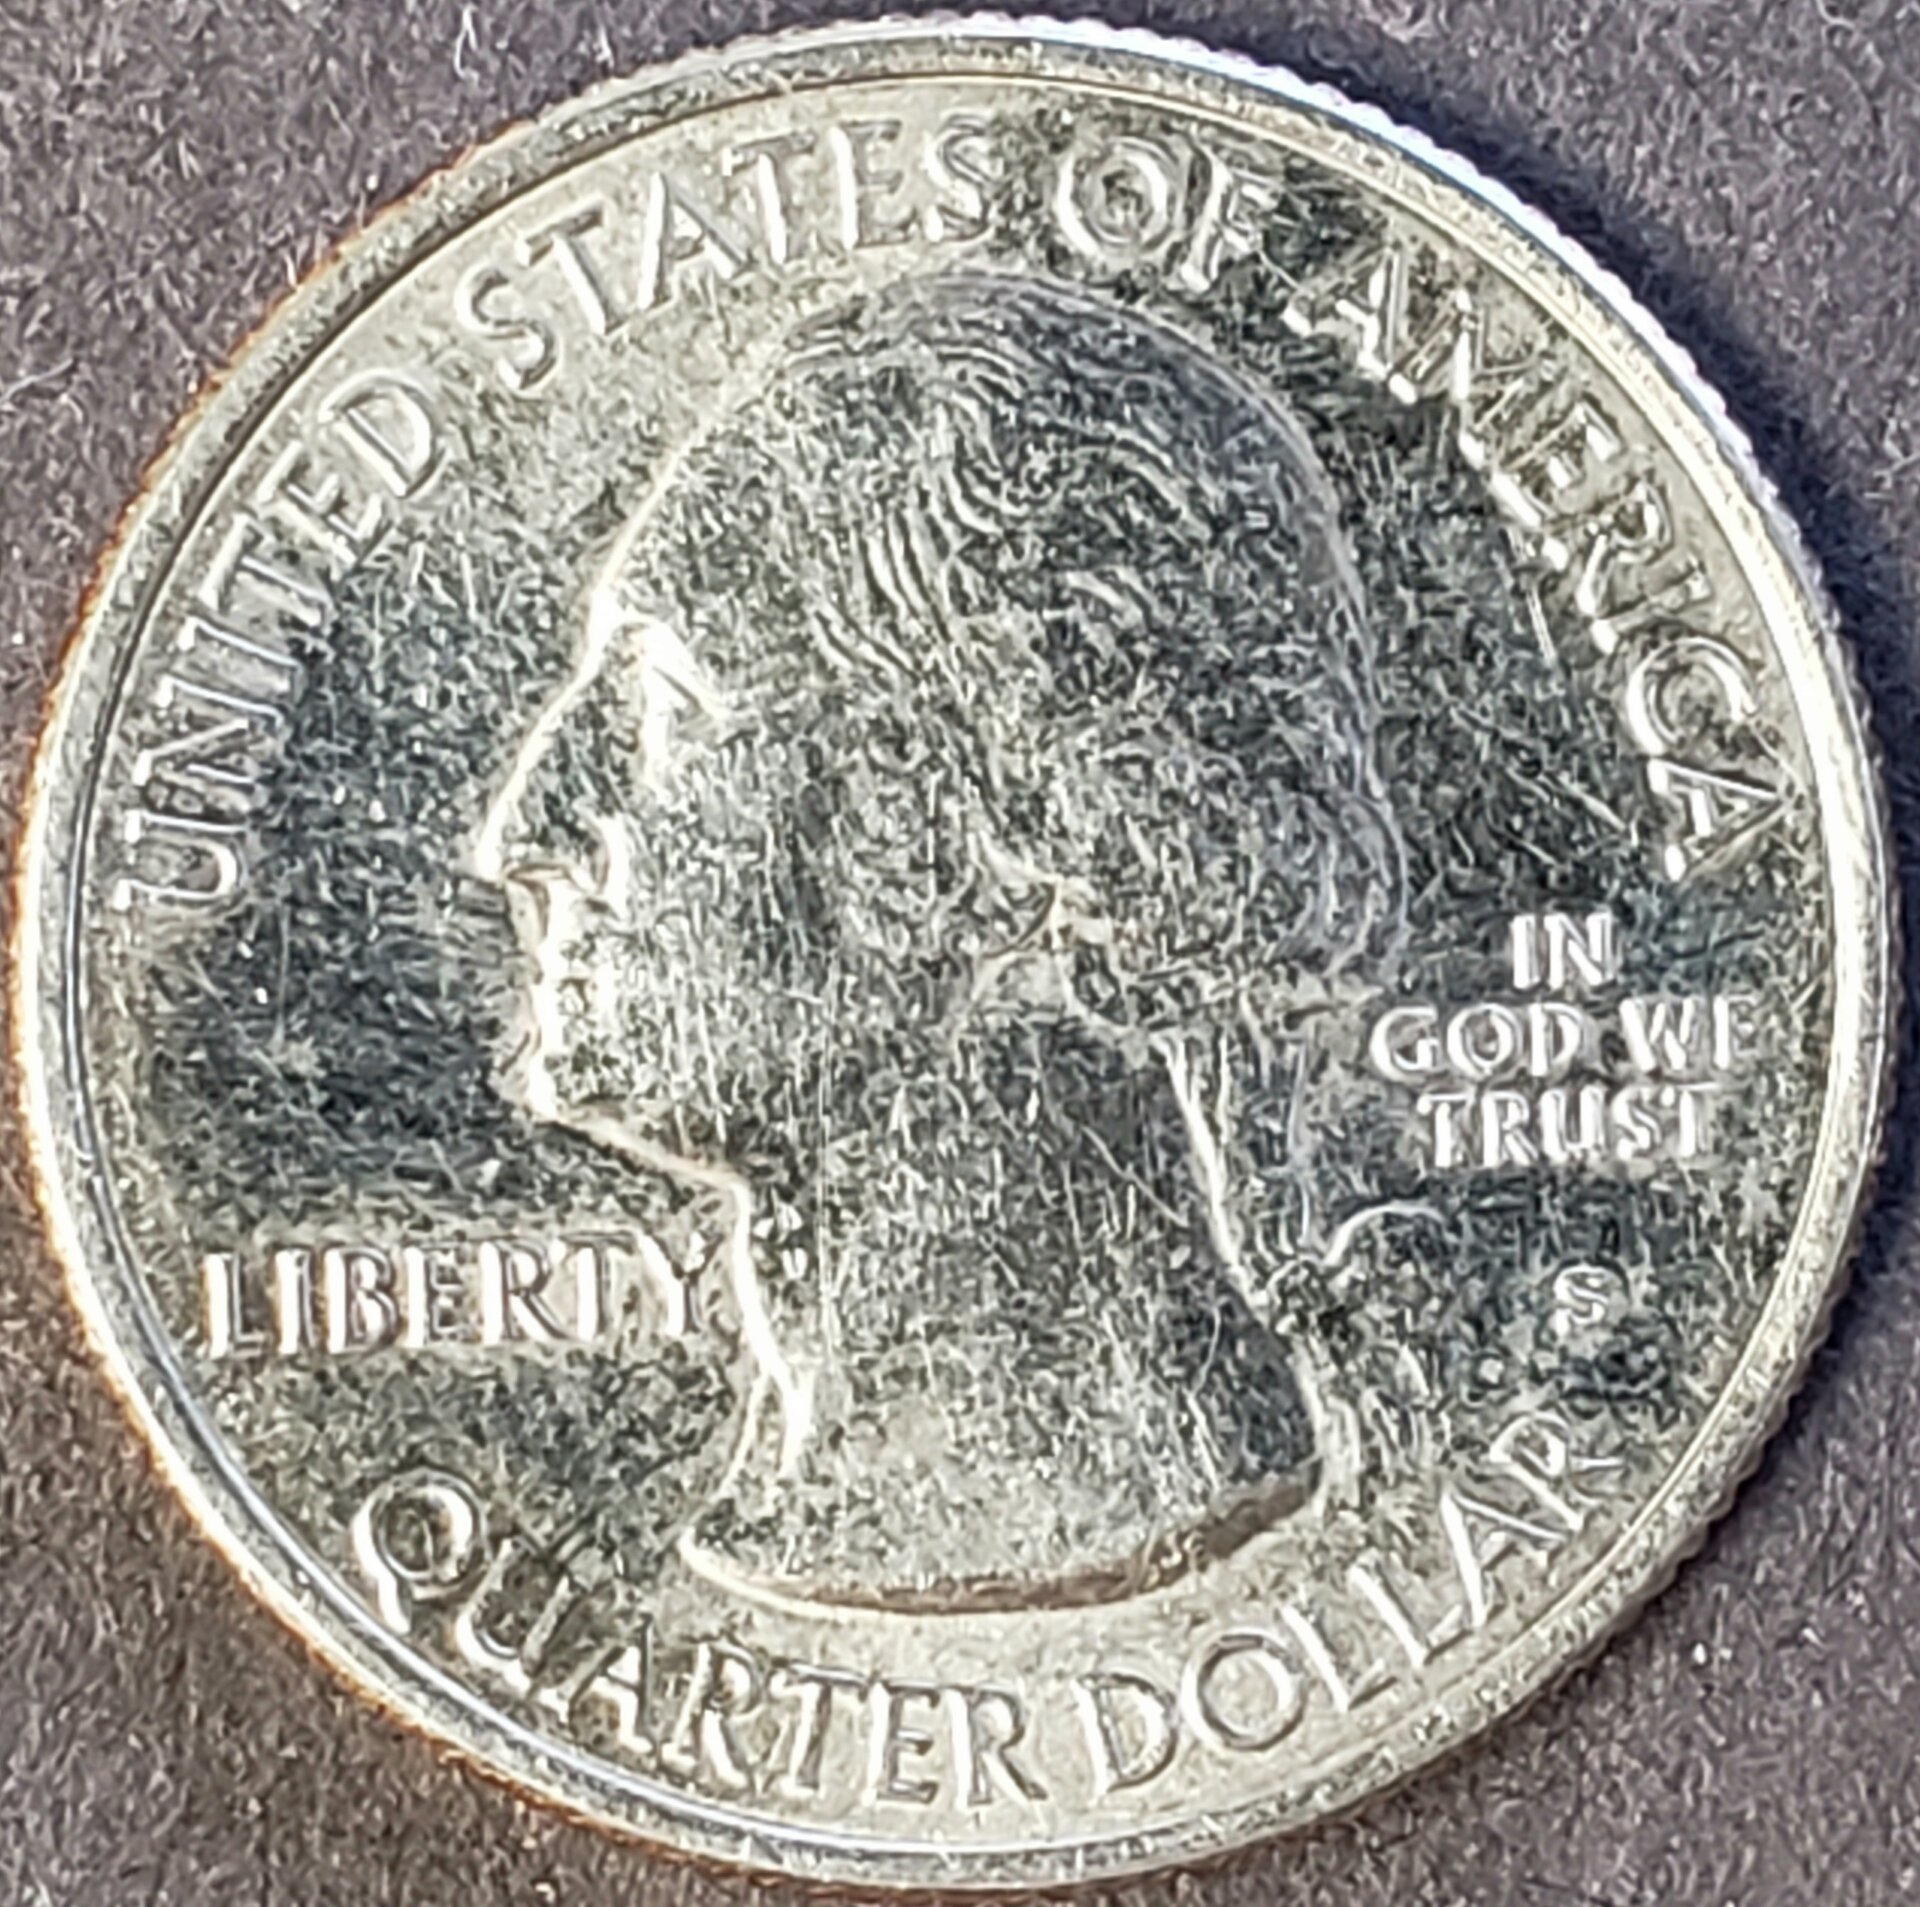 UNITED STATES OF AMERICA
IN
GOD WE
TRUST
LIBERTY
S
QUARTER DOLLAR